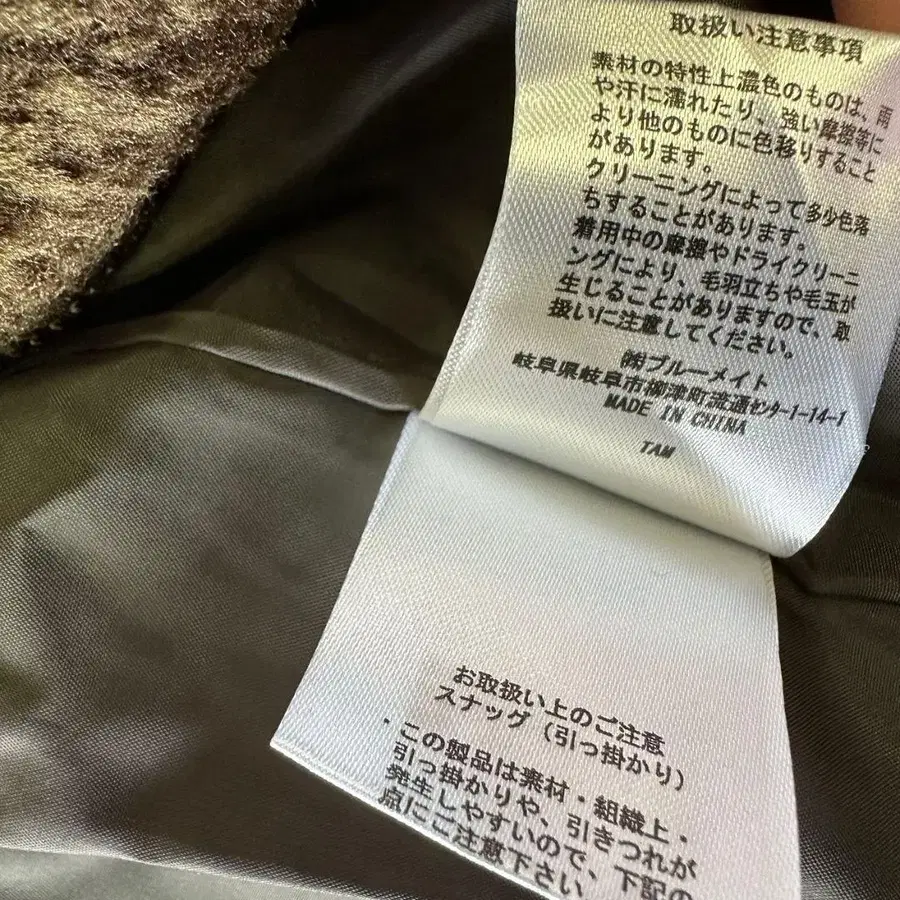 取扱い注意事項
素材の特性上濃色のものは、雨
や汗に濡れたり、強い摩擦等に
より他のものに色移りすること
があります。
クリーニングによって多少色落
ちすることがあります。
着用中の摩擦やドライクリーニ
ングにより、毛羽立ちや毛玉が
生じることがありますので、取
扱いに注意してください。
㈱ブルーメイト
岐阜県岐阜市柳津町流通センター1-14-1
MADE IN CHINA
TAM
お取扱い上のご注意
スナッグ（引っ掛かり）
・この製品は素材・組織上・
引っ掛かりや、引きつれが
発生しやすいので、下記の
点にご注意下さい